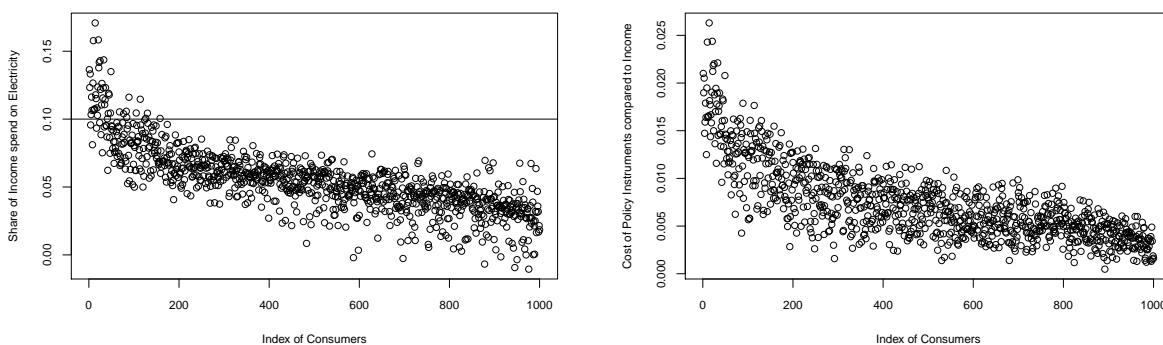 Share of Income spend on Electricity
0.15
0.10
0.05
0.00
0 200 400 600 800 1000
Index of Consumers
Cost of Policy Instruments compared to Income
0.025
0.020
0.015
0.010
0.005
0.000
0 200 400 600 800 1000
Index of Consumers